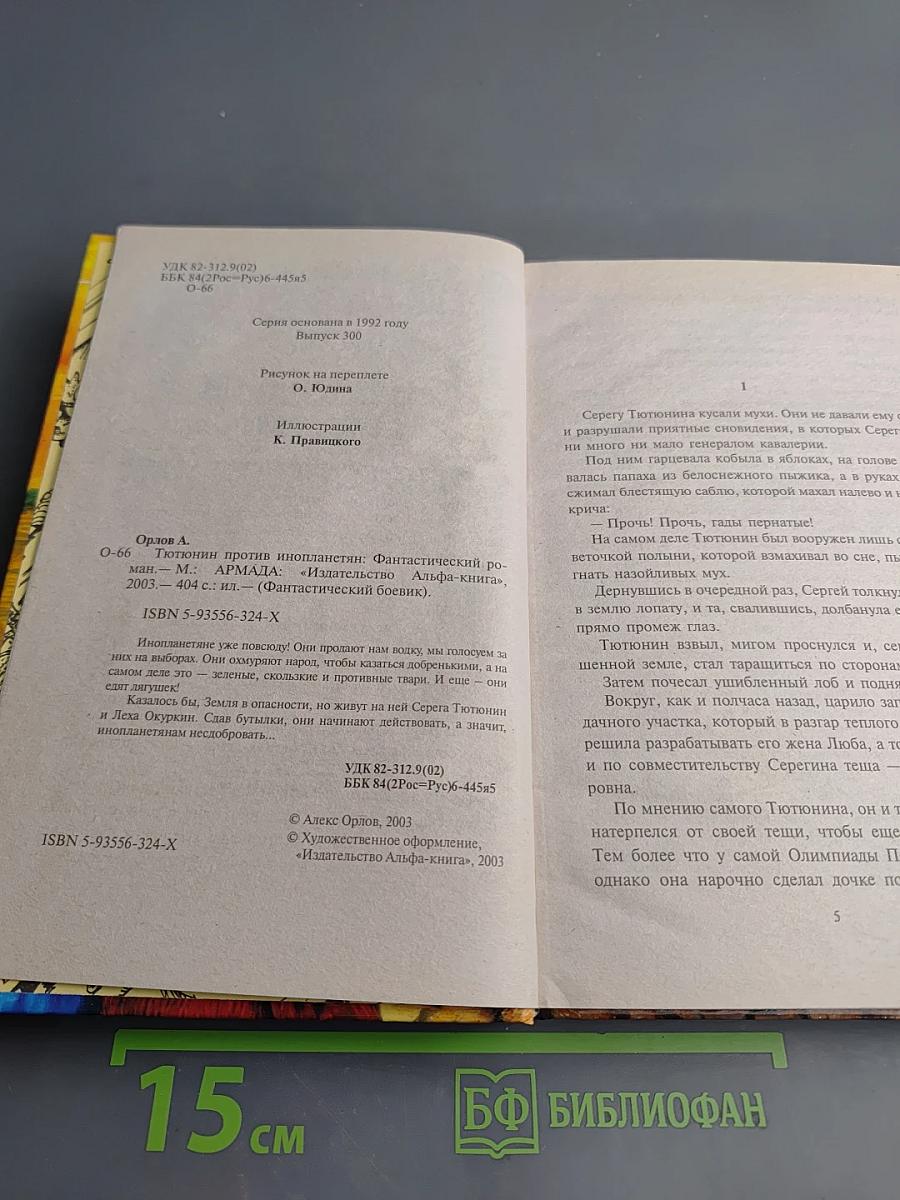 УДК 82-312.9(02)
ББК 84(2Рос=Рус)6-445я5
О-66
Серия основана в 1992 году
Выпуск 300
Рисунок на переплете
О. Юдина
Иллюстрации
К. Правицкого
Орлов А.
О-66 Тютюнин против инопланетян: Фантастический ро-
ман.— М.: АРМАДА: «Издательство Альфа-книга»,
2003.— 404 с.: ил.— (Фантастический боевик).
ISBN 5-93556-324-X
Инопланетяне уже повсюду! Они продают нам водку, мы голосуем за
них на выборах. Они охмуряют народ, чтобы казаться добренькими, а на
самом деле это — зеленые, скользкие и противные твари. И еще — они
едят лягушек!
Казалось бы, Земля в опасности, но живут на ней Серега Тютюнин
и Леха Окуркин. Сдав бутылки, они начинают действовать, а значит,
инопланетянам несдобровать...
УДК 82-312.9(02)
ББК 84(2Рос=Рус)6-445я5
© Алекс Орлов, 2003
© Художественное оформление,
«Издательство Альфа-книга», 2003
ISBN 5-93556-324-X
1
Серегу Тютюнина кусали мухи. Они не давали ему
и разрушали приятные сновидения, в которых Серег
ни много ни мало генералом кавалерии.
Под ним гарцевала кобыла в яблоках, на голове
валась папаха из белоснежного пыжика, а в руках
сжимал блестящую саблю, которой махал налево и н
крича:
— Прочь! Прочь, гады пернатые!
На самом деле Тютюнин был вооружен лишь
веточкой полыни, которой взмахивал во сне, пы
гнать назойливых мух.
Дернувшись в очередной раз, Сергей толкну
в землю лопату, и та, свалившись, долбанула е
прямо промеж глаз.
Тютюнин взвыл, мигом проснулся и, се
шенной земле, стал таращиться по сторонам
Затем почесал ушибленный лоб и подня
Вокруг, как и полчаса назад, царило зап
дачного участка, который в разгар теплого
решила разрабатывать его жена Люба, а то
и по совместительству Серегина теща —
ровна.
По мнению самого Тютюнина, он и т
натерпелся от своей тещи, чтобы еще
Тем более что у самой Олимпиады П
однако она нарочно сделал дочке по
5
15 см
БФ БИБЛИОФАН